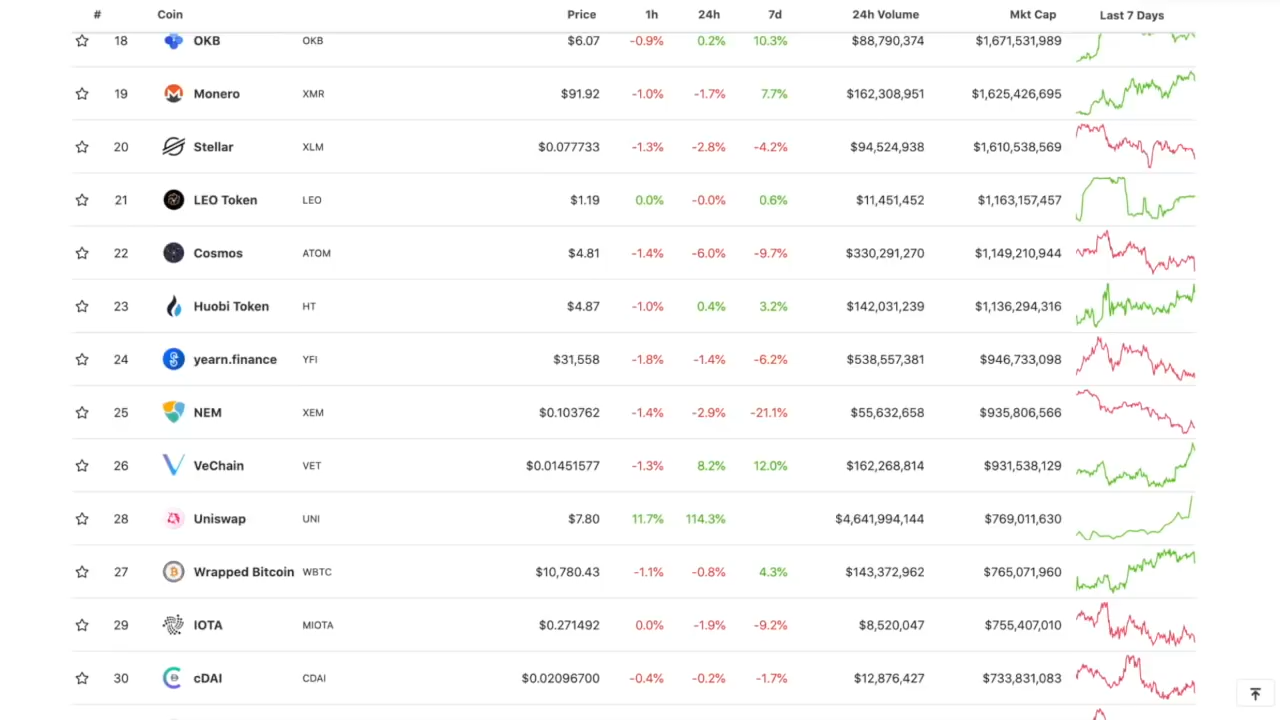 # Coin Price 1h 24h 7d 24h Volume Mkt Cap Last 7 Days
18 OKB OKB $6.07 -0.9% 0.2% 10.3% $88,790,374 $1,671,531,989
19 Monero XMR $91.92 -1.0% -1.7% 7.7% $162,308,951 $1,625,426,695
20 Stellar XLM $0.077733 -1.3% -2.8% -4.2% $94,524,938 $1,610,538,569
21 LEO Token LEO $1.19 0.0% -0.0% 0.6% $11,451,452 $1,163,157,457
22 Cosmos ATOM $4.81 -1.4% -6.0% -9.7% $330,291,270 $1,149,210,944
23 Huobi Token HT $4.87 -1.0% 0.4% 3.2% $142,031,239 $1,136,294,316
24 yearn.finance YFI $31,558 -1.8% -1.4% -6.2% $538,557,381 $946,733,098
25 NEM XEM $0.103762 -1.4% -2.9% -21.1% $55,632,658 $935,806,566
26 VeChain VET $0.01451577 -1.3% 8.2% 12.0% $162,268,814 $931,538,129
28 Uniswap UNI $7.80 11.7% 114.3% $4,641,994,144 $769,011,630
27 Wrapped Bitcoin WBTC $10,780.43 -1.1% -0.8% 4.3% $143,372,962 $765,071,960
29 IOTA MIOTA $0.271492 0.0% -1.9% -9.2% $8,520,047 $755,407,010
30 cDAI CDAI $0.02096700 -0.4% -0.2% -1.7% $12,876,427 $733,831,083